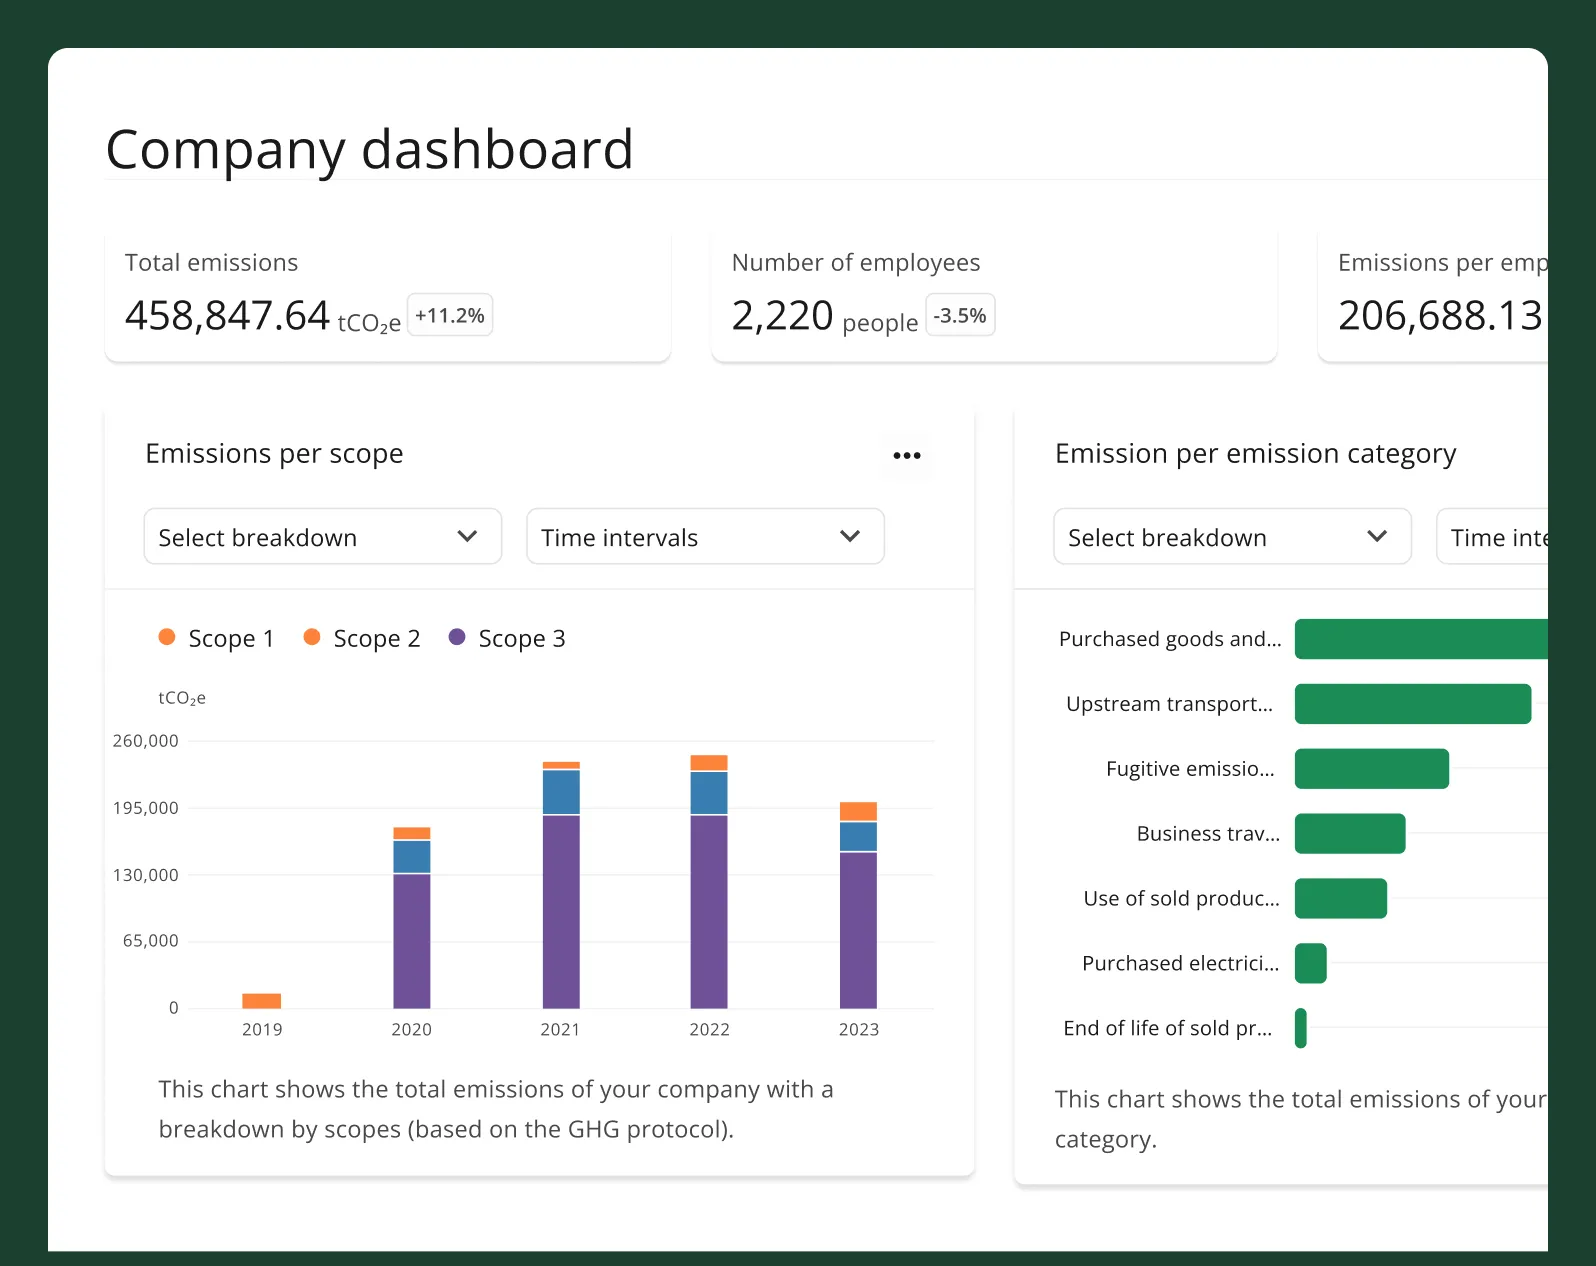 Company dashboard
Total emissions
458,847.64 tCO₂e +11.2%
Number of employees
2,220 people -3.5%
Emissions per emp
206,688.13
Emissions per scope
Select breakdown
Time intervals
Scope 1
Scope 2
Scope 3
tCO₂e
260,000
195,000
130,000
65,000
0
2019
2020
2021
2022
2023
This chart shows the total emissions of your company with a
breakdown by scopes (based on the GHG protocol).
Emission per emission category
Select breakdown
Time inte
Purchased goods and...
Upstream transport...
Fugitive emissio...
Business trav...
Use of sold produc...
Purchased electrici...
End of life of sold pr...
This chart shows the total emissions of your
category.